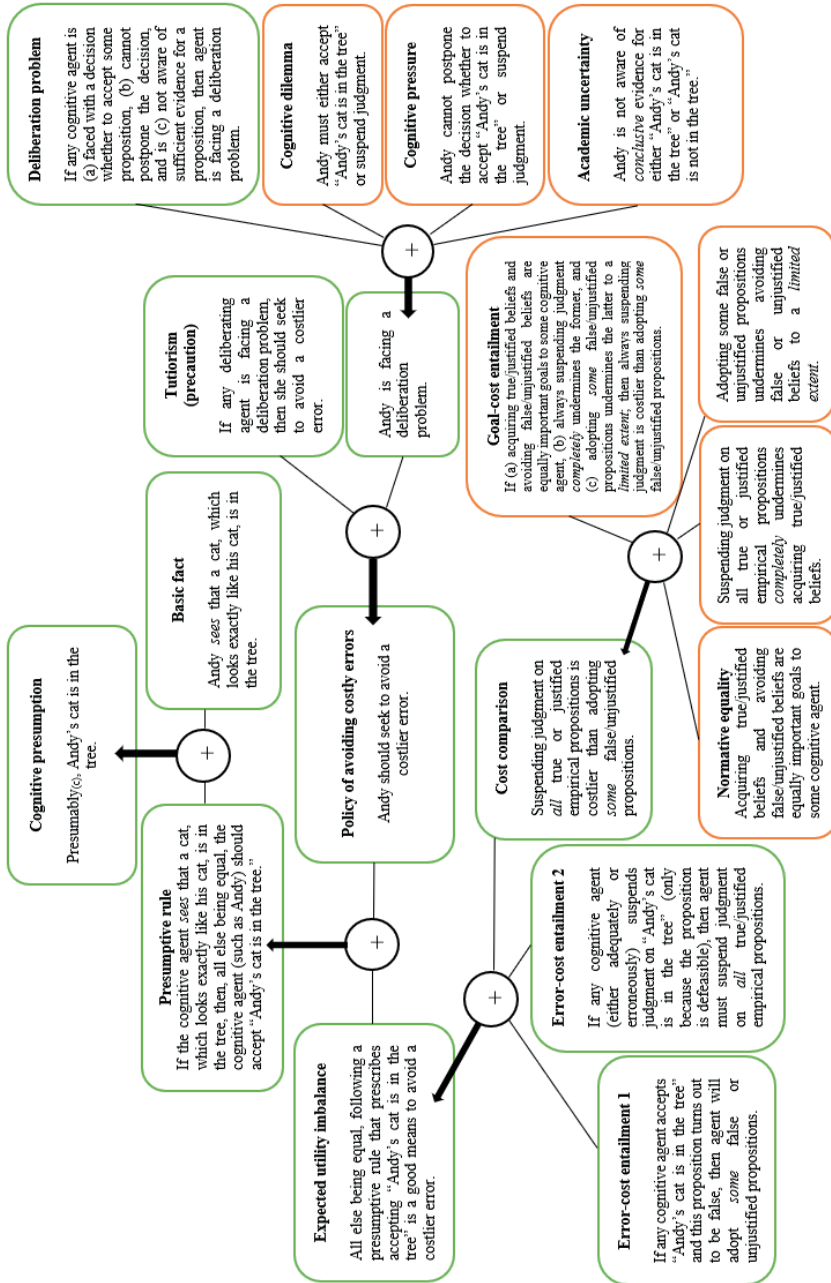 Cognitive presumption
Presumably(c), Andy's cat is in the
tree.
Presumptive rule
If the cognitive agent sees that a cat,
which looks exactly like his cat, is in
the tree, then, all else being equal, the
cognitive agent (such as Andy) should
accept "Andy's cat is in the tree."
+
Basic fact
Andy sees that a cat, which
looks exactly like his cat, is in
the tree.
Tutiorism
(precaution)
If any deliberating
agent is facing a
deliberation problem,
then she should seek
to avoid a costlier
error.
Deliberation problem
If any cognitive agent is
(a) faced with a decision
whether to accept some
proposition, (b) cannot
postpone the decision,
and is (c) not aware of
sufficient evidence for a
proposition, then agent
is facing a deliberation
problem.
Expected utility imbalance
All else being equal, following a
presumptive rule that prescribes
accepting "Andy's cat is in the
tree" is a good means to avoid a
costlier error.
+
Policy of avoiding costly errors
Andy should seek to avoid a
costlier error.
+
Andy is facing a
deliberation
problem.
+
Cognitive dilemma
Andy must either accept
"Andy's cat is in the tree"
or suspend judgment.
Cognitive pressure
Andy cannot postpone
the decision whether to
accept "Andy's cat is in
the tree" or suspend
judgment.
Academic uncertainty
Andy is not aware of
conclusive evidence for
either "Andy's cat is in
the tree" or "Andy's cat
is not in the tree."
+
Cost comparison
Suspending judgment on
all true or justified
empirical propositions is
costlier than adopting
some false/unjustified
propositions.
Goal-cost entailment
If (a) acquiring true/justified beliefs and
avoiding false/unjustified beliefs are
equally important goals to some cognitive
agent, (b) always suspending judgment
completely undermines the former, and
(c) adopting some false/unjustified
propositions undermines the latter to a
limited extent; then always suspending
judgment is costlier than adopting some
false/unjustified propositions.
+
Error-cost entailment 1
If any cognitive agent accepts
"Andy's cat is in the tree"
and this proposition turns out
to be false, then agent will
adopt some false or
unjustified propositions.
Error-cost entailment 2
If any cognitive agent
(either adequately or
erroneously) suspends
judgment on "Andy's cat
is in the tree" (only
because the proposition
is defeasible), then agent
must suspend judgment
on all true/justified
empirical propositions.
Normative equality
Acquiring true/justified
beliefs and avoiding
false/unjustified beliefs are
equally important goals to
some cognitive agent.
Suspending judgment on
all true or justified
empirical propositions
completely undermines
acquiring true/justified
beliefs.
Adopting some false or
unjustified propositions
undermines avoiding
false or unjustified
beliefs to a limited
extent.